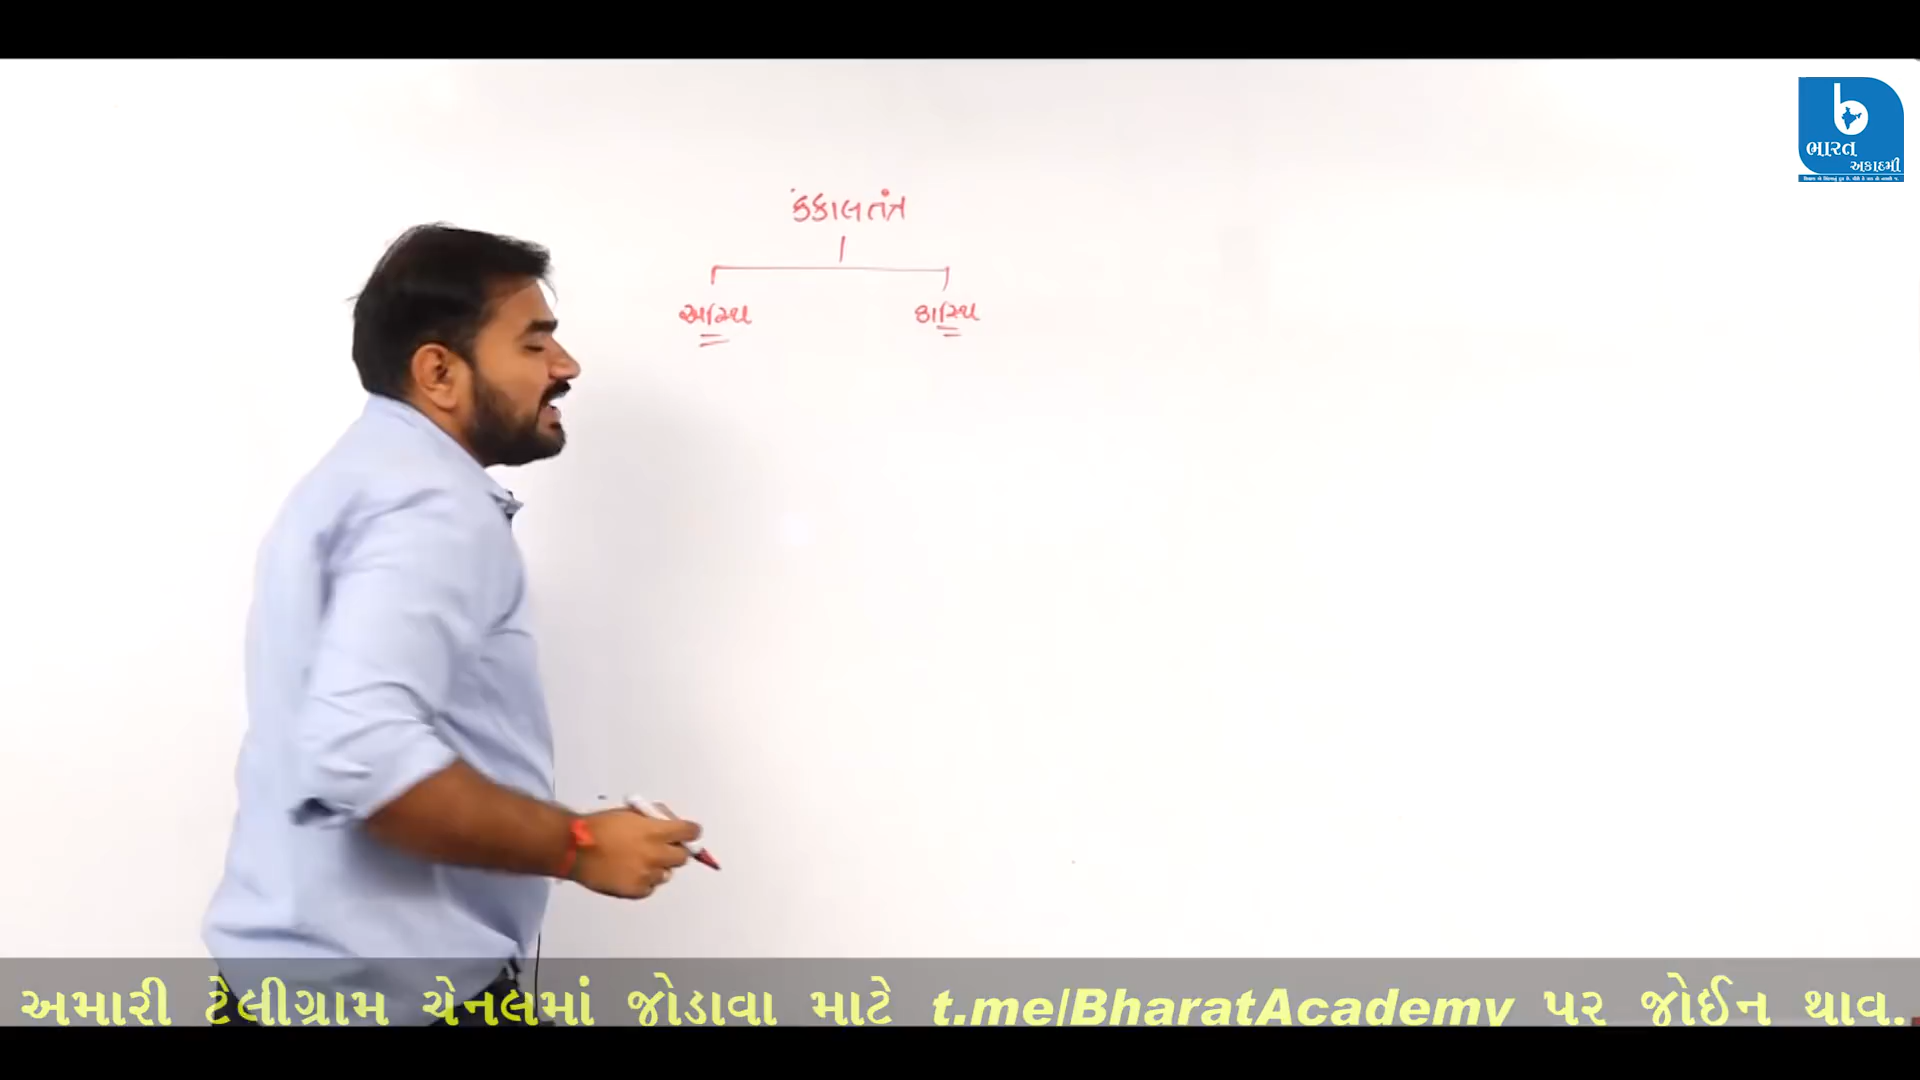 ભારત
અકાદમી
કંકાલતંત્ર
અસ્થિ
કાસ્થિ
અમારી ટેલીગ્રામ ચેનલમાં જોડાવા માટે t.me/BharatAcademy પર જોઈન થાવ.